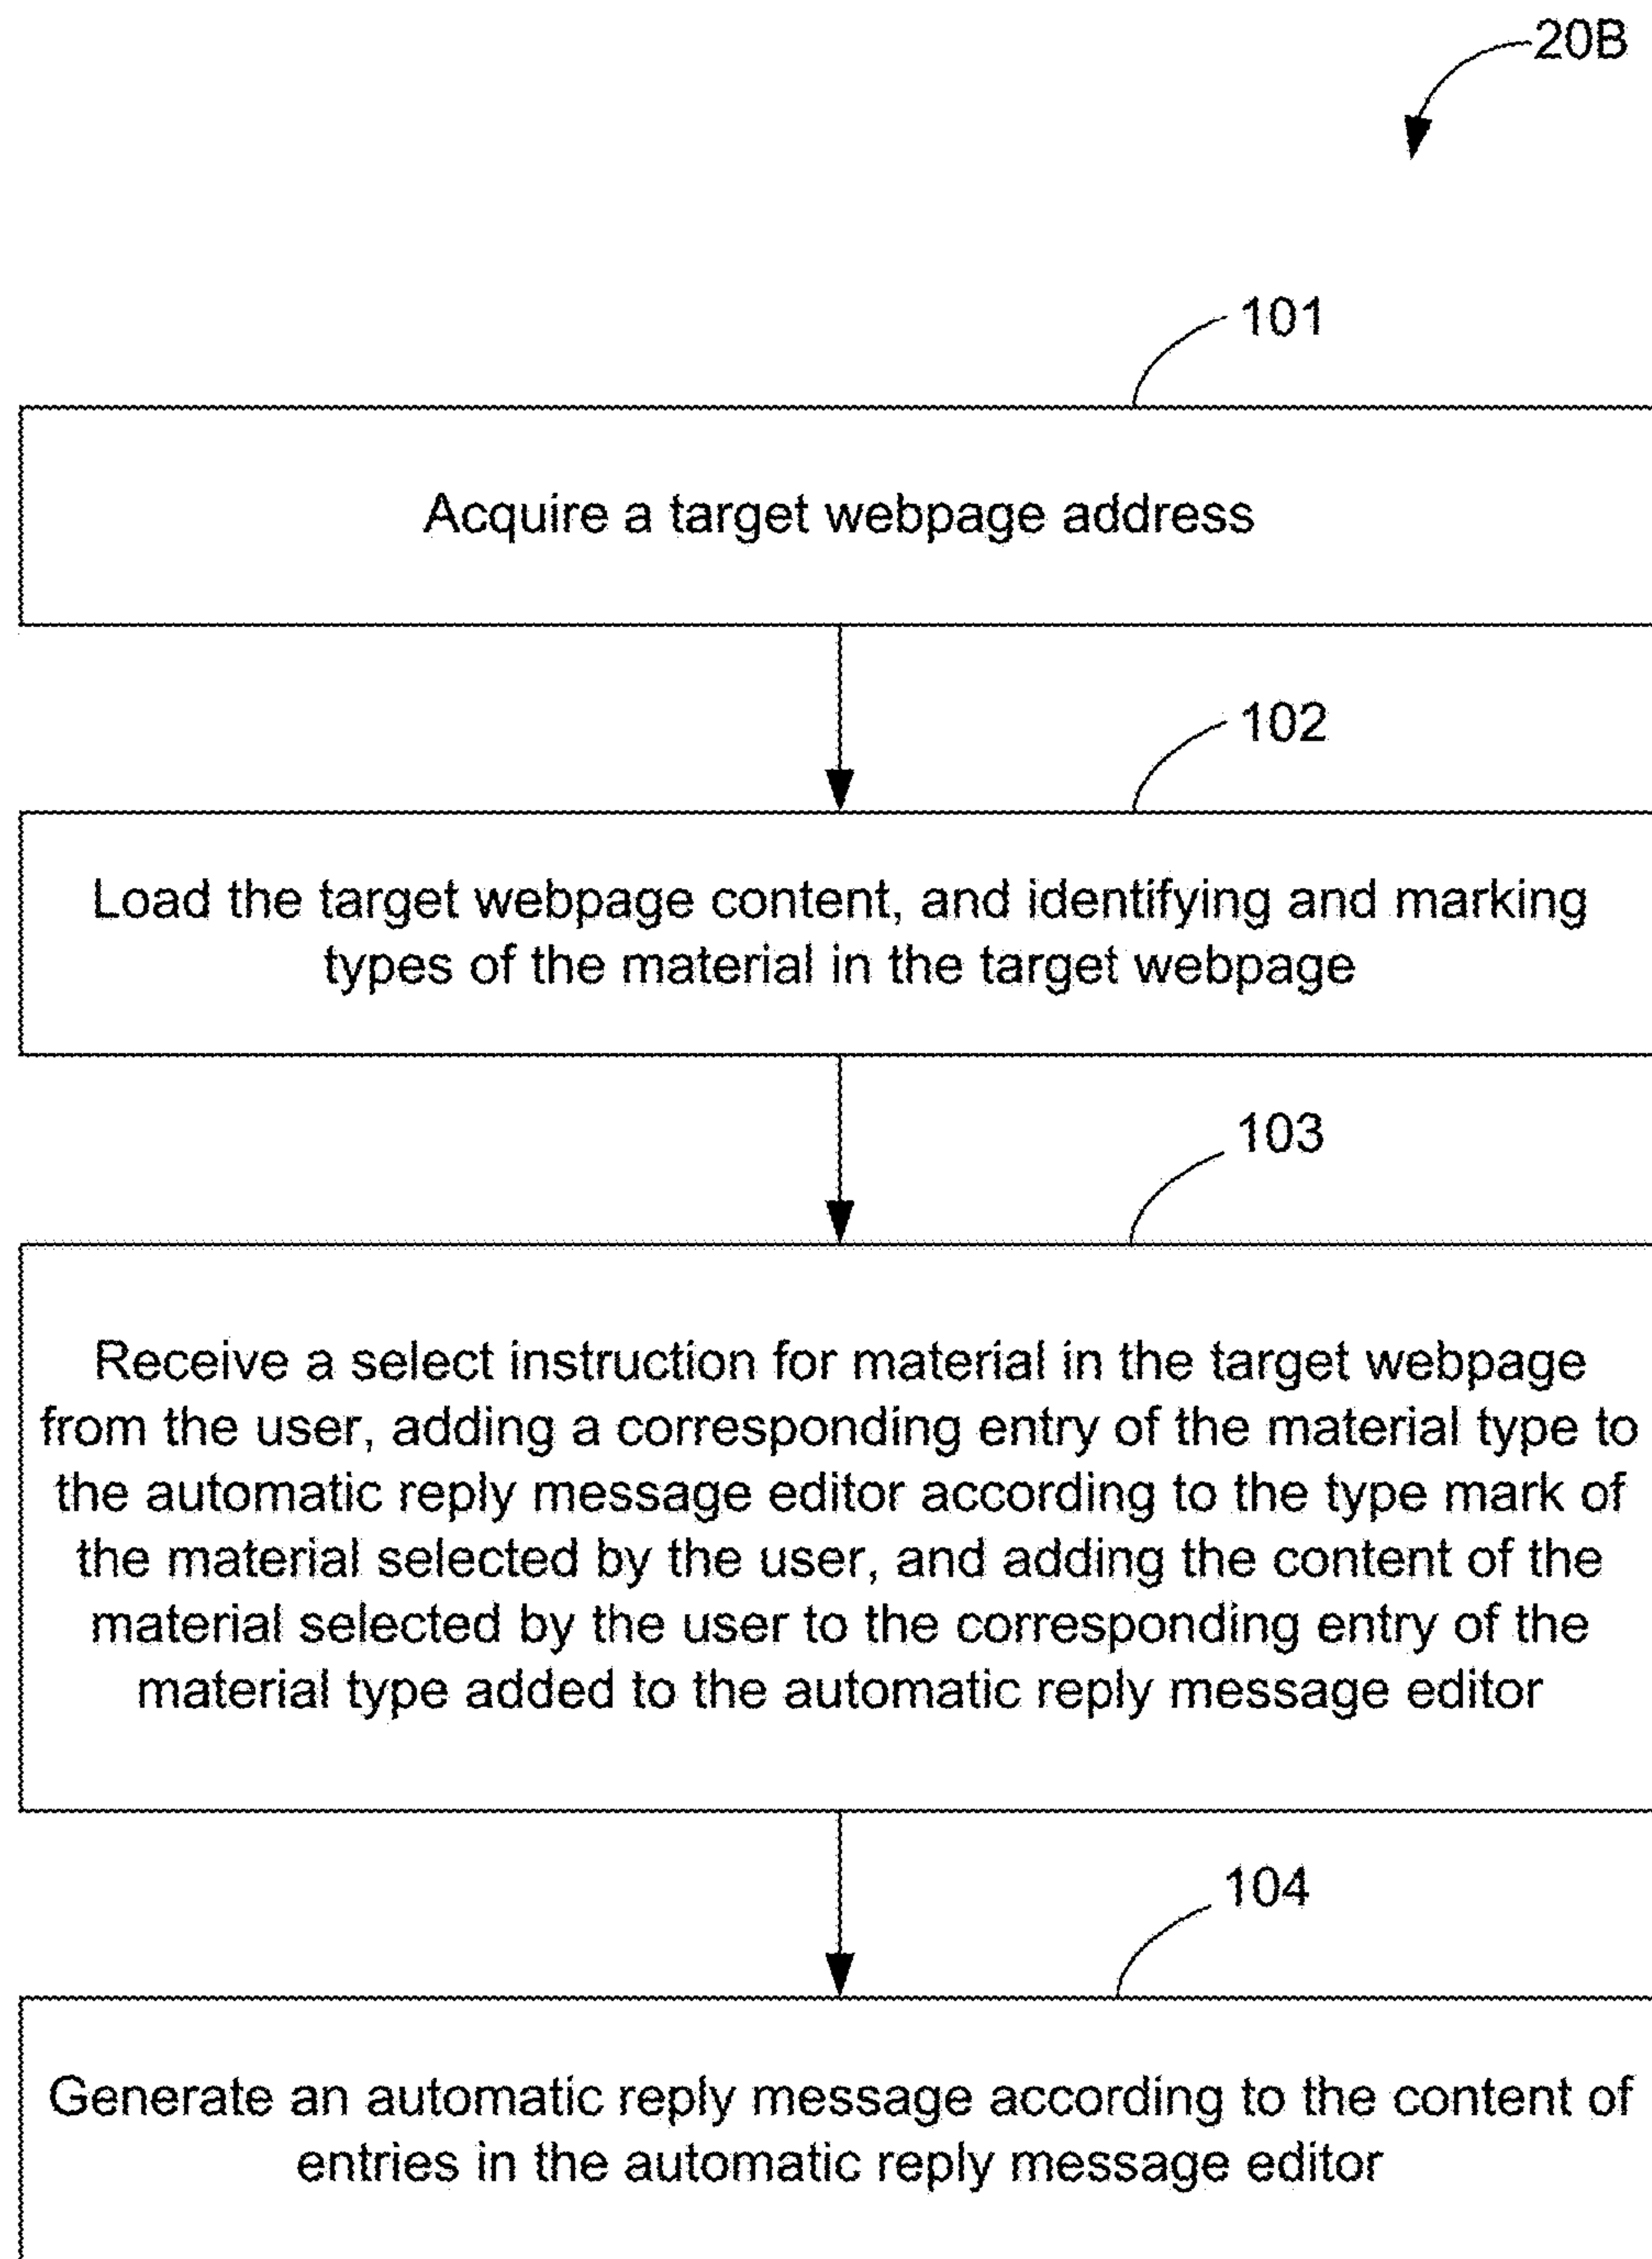 20B
101
Acquire a target webpage address
102
Load the target webpage content, and identifying and marking
types of the material in the target webpage
103
Receive a select instruction for material in the target webpage
from the user, adding a corresponding entry of the material type to
the automatic reply message editor according to the type mark of
the material selected by the user, and adding the content of the
material selected by the user to the corresponding entry of the
material type added to the automatic reply message editor
104
Generate an automatic reply message according to the content of
entries in the automatic reply message editor